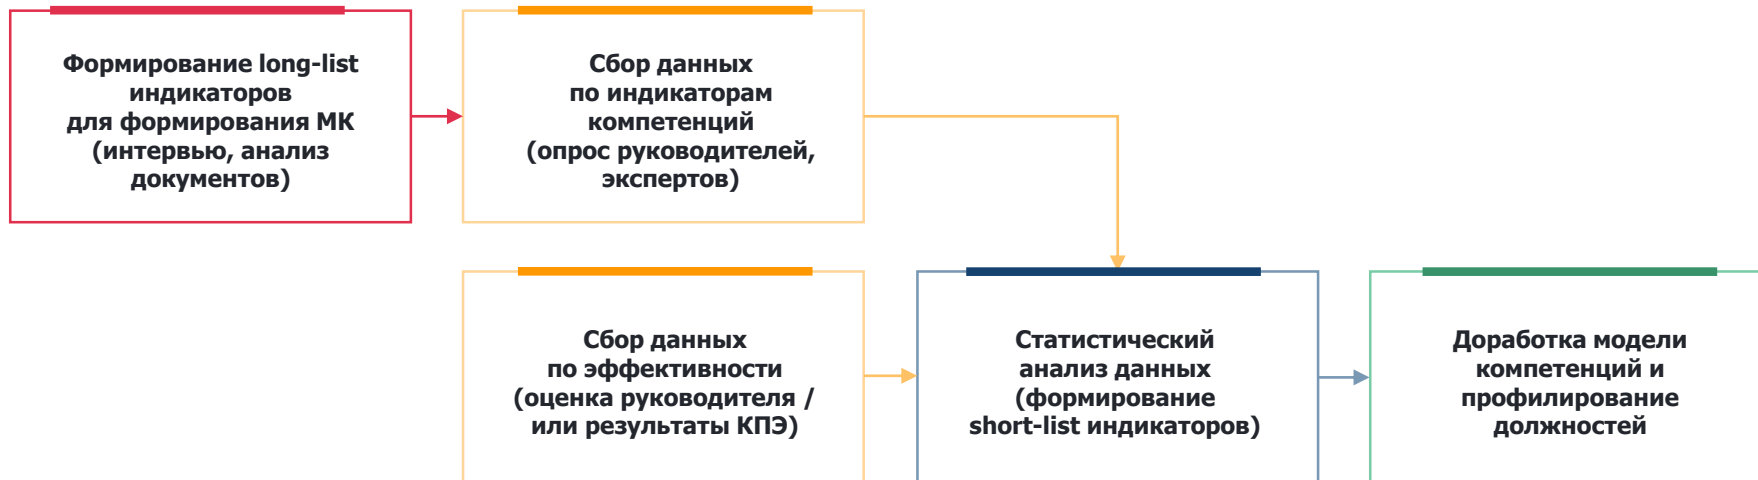 Формирование long-list
индикаторов
для формирования МК
(интервью, анализ
документов)
Сбор данных
по индикаторам
компетенций
(опрос руководителей,
экспертов)
Сбор данных
по эффективности
(оценка руководителя /
или результаты КПЭ)
Статистический
анализ данных
(формирование
short-list индикаторов)
Доработка модели
компетенций и
профилирование
должностей